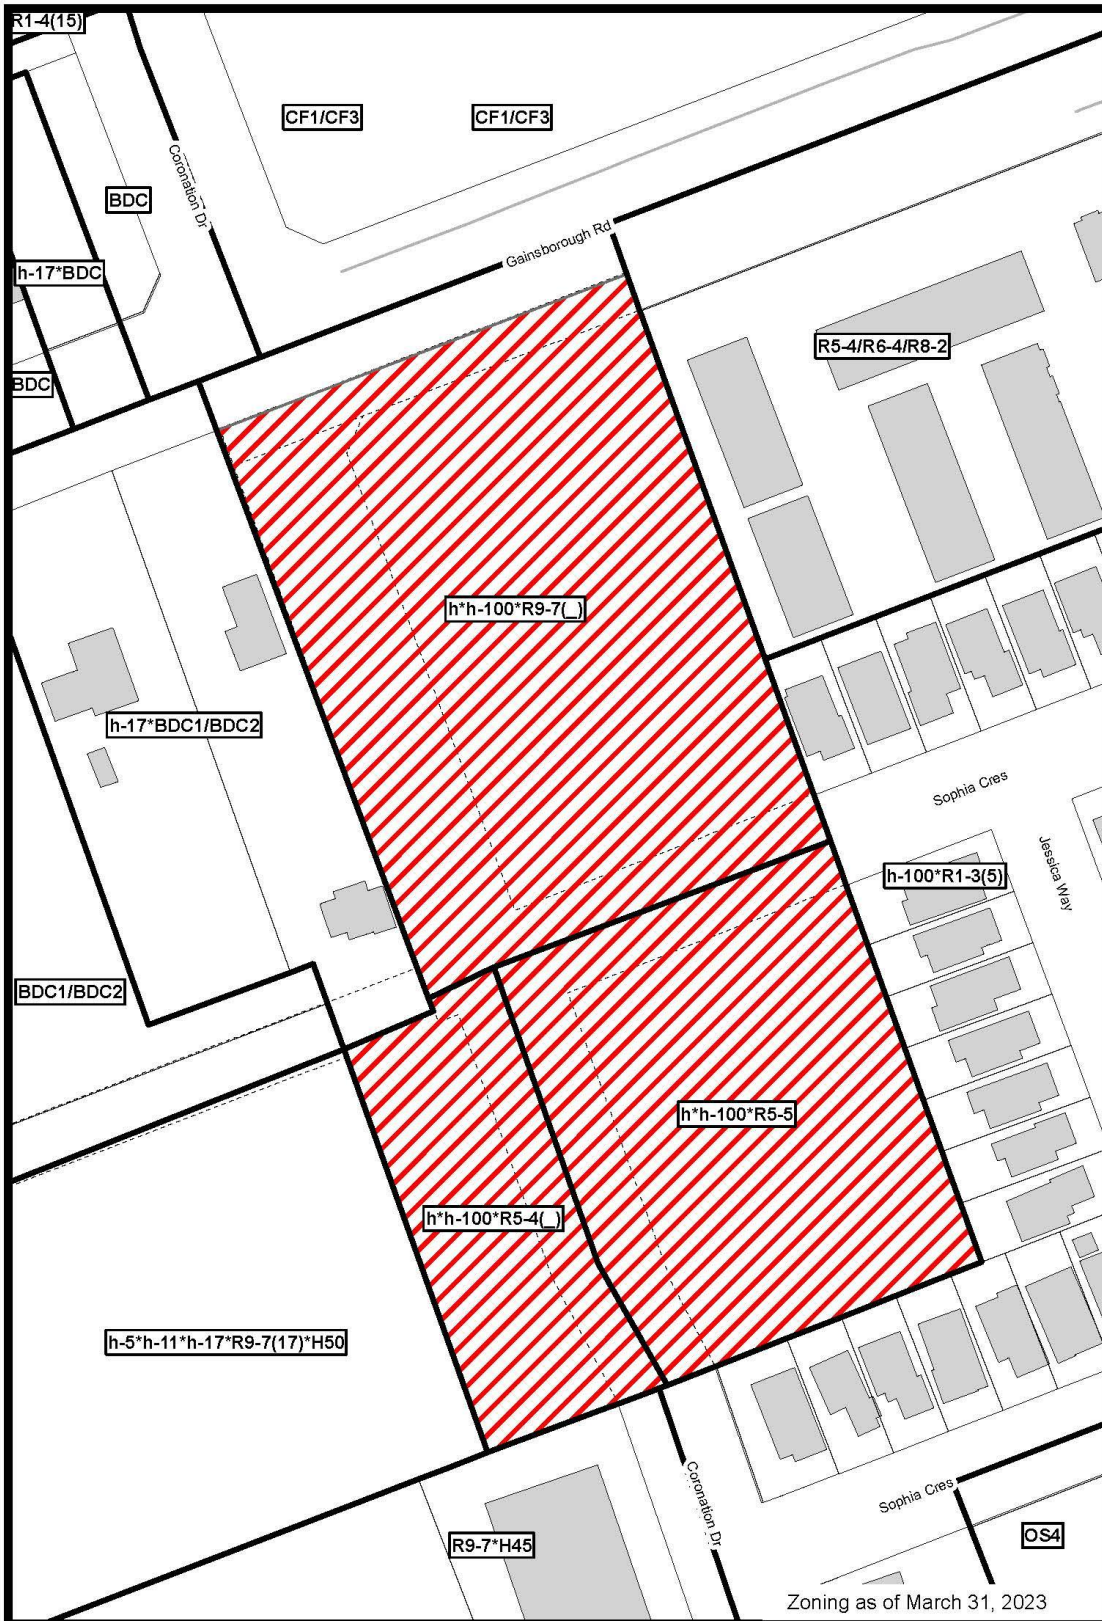 R1-4(15)
CF1/CF3
CF1/CF3
Coronation Dr
BDC
Gainsborough Rd
h-17*BDC
R5-4/R6-4/R8-2
BDC
h*h-100*R9-7(_)
h-17*BDC1/BDC2
Sophia Cres
Jessica Way
h-100*R1-3(5)
BDC1/BDC2
h*h-100*R5-5
h*h-100*R5-4(_)
h-5*h-11*h-17*R9-7(17)*H50
Coronation Dr
Sophia Cres
R9-7*H45
OS4
Zoning as of March 31, 2023